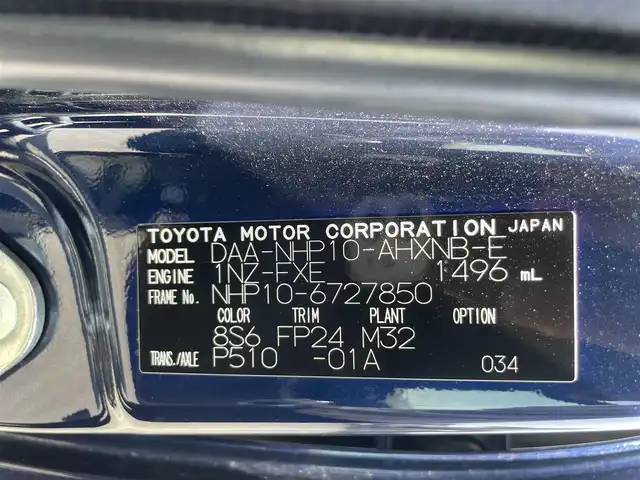 TOYOTA MOTOR CORPORATION JAPAN
MODEL DAA-NHP10-AHXNB-E
ENGINE 1NZ-FXE 1496 mL
FRAME No. NHP10-6727850
COLOR TRIM PLANT OPTION
8S6 FP24 M32
TRANS./AXLE P510 -01A 034